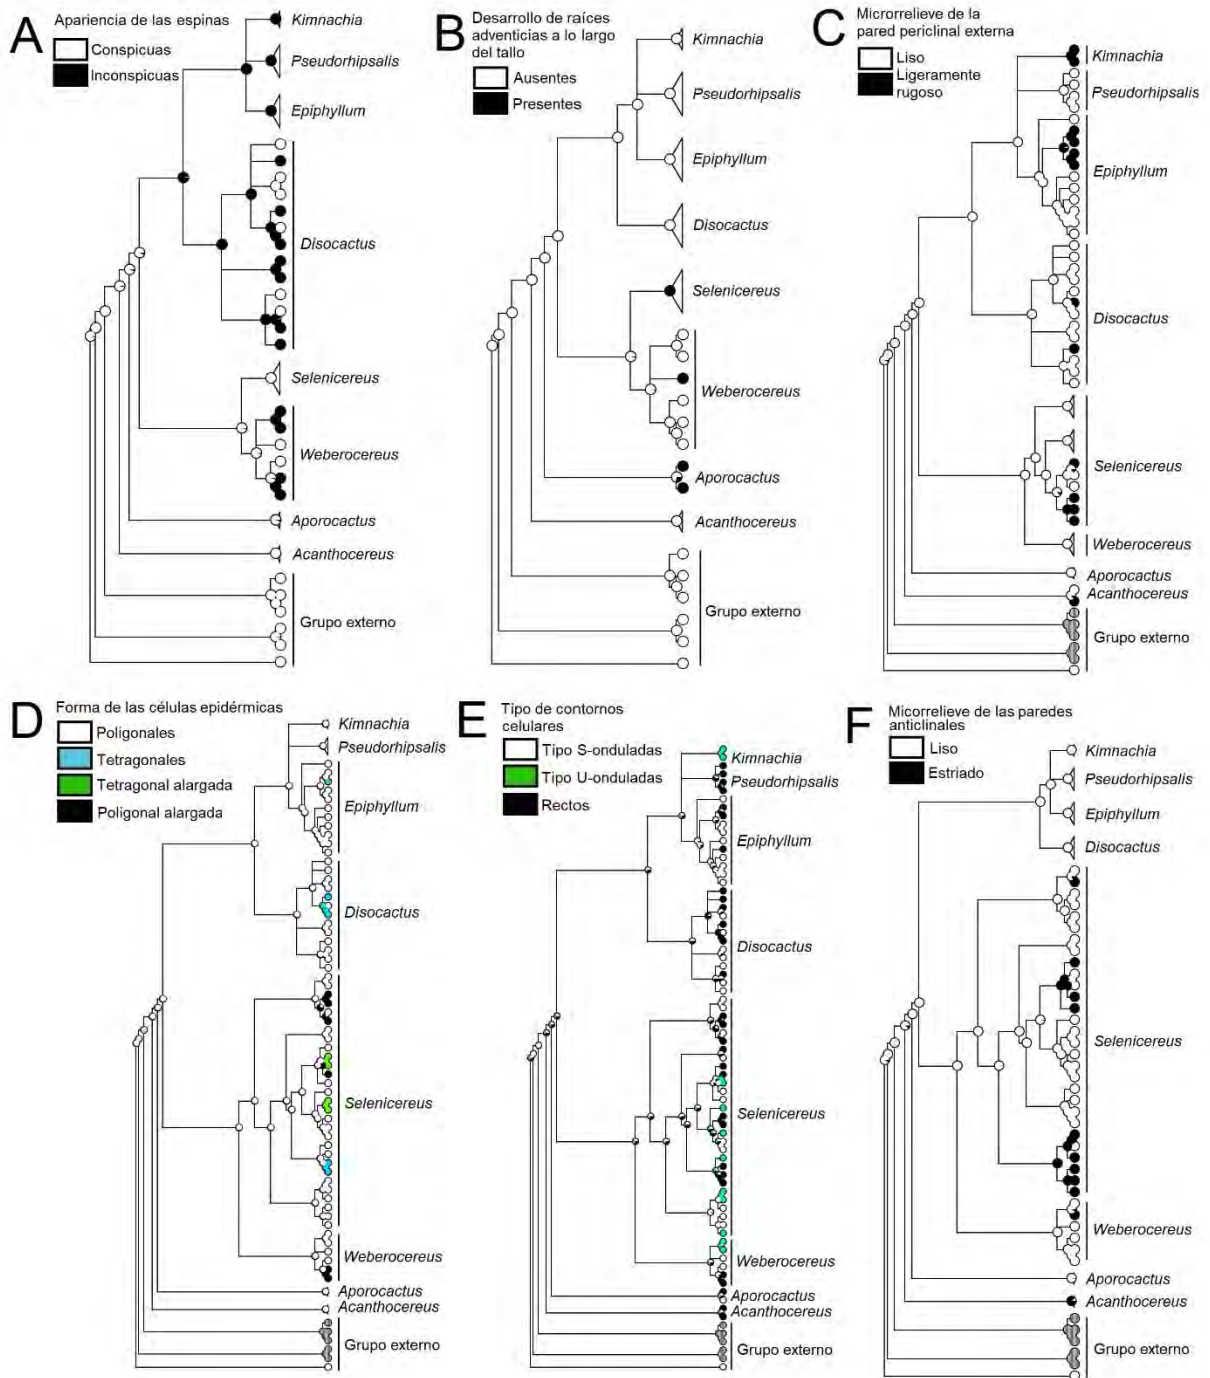 A
Apariencia de las espinas
Conspicuas
Inconspicuas
Kimnachia
Pseudorhipsalis
Epiphyllum
Disocactus
Selenicereus
Weberocereus
Aporocactus
Acanthocereus
Grupo externo
B
Desarrollo de raíces
adventicias a lo largo
del tallo
Ausentes
Presentes
Kimnachia
Pseudorhipsalis
Epiphyllum
Disocactus
Selenicereus
Weberocereus
Aporocactus
Acanthocereus
Grupo externo
C
Microrrelieve de la
pared periclinal externa
Liso
Ligeramente
rugoso
Kimnachia
Pseudorhipsalis
Epiphyllum
Disocactus
Selenicereus
Weberocereus
Aporocactus
Acanthocereus
Grupo externo
D
Forma de las células epidérmicas
Poligonales
Tetragonales
Tetragonal alargada
Poligonal alargada
Kimnachia
Pseudorhipsalis
Epiphyllum
Disocactus
Selenicereus
Weberocereus
Aporocactus
Acanthocereus
Grupo externo
E
Tipo de contornos
celulares
Tipo S-onduladas
Tipo U-onduladas
Rectos
Kimnachia
Pseudorhipsalis
Epiphyllum
Disocactus
Selenicereus
Weberocereus
Aporocactus
Acanthocereus
Grupo externo
F
Micorrelieve de las paredes
anticlinales
Liso
Estriado
Kimnachia
Pseudorhipsalis
Epiphyllum
Disocactus
Selenicereus
Weberocereus
Aporocactus
Acanthocereus
Grupo externo